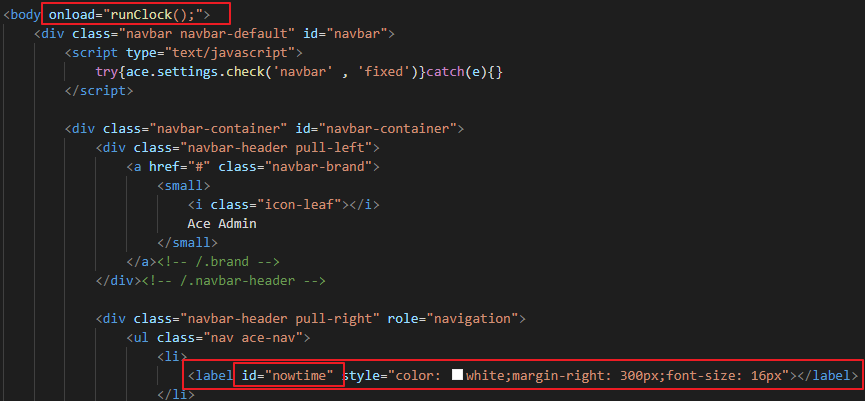 <body onload="runClock();">
<div class="navbar navbar-default" id="navbar">
<script type="text/javascript">
try{ace.settings.check('navbar' , 'fixed')}catch(e){}
</script>
<div class="navbar-container" id="navbar-container">
<div class="navbar-header pull-left">
<a href="#" class="navbar-brand">
<small>
<i class="icon-leaf"></i>
Ace Admin
</small>
</a><!-- /.brand -->
</div><!-- /.navbar-header -->
<div class="navbar-header pull-right" role="navigation">
<ul class="nav ace-nav">
<li>
<label id="nowtime" style="color: white;margin-right: 300px;font-size: 16px"></label>
</li>